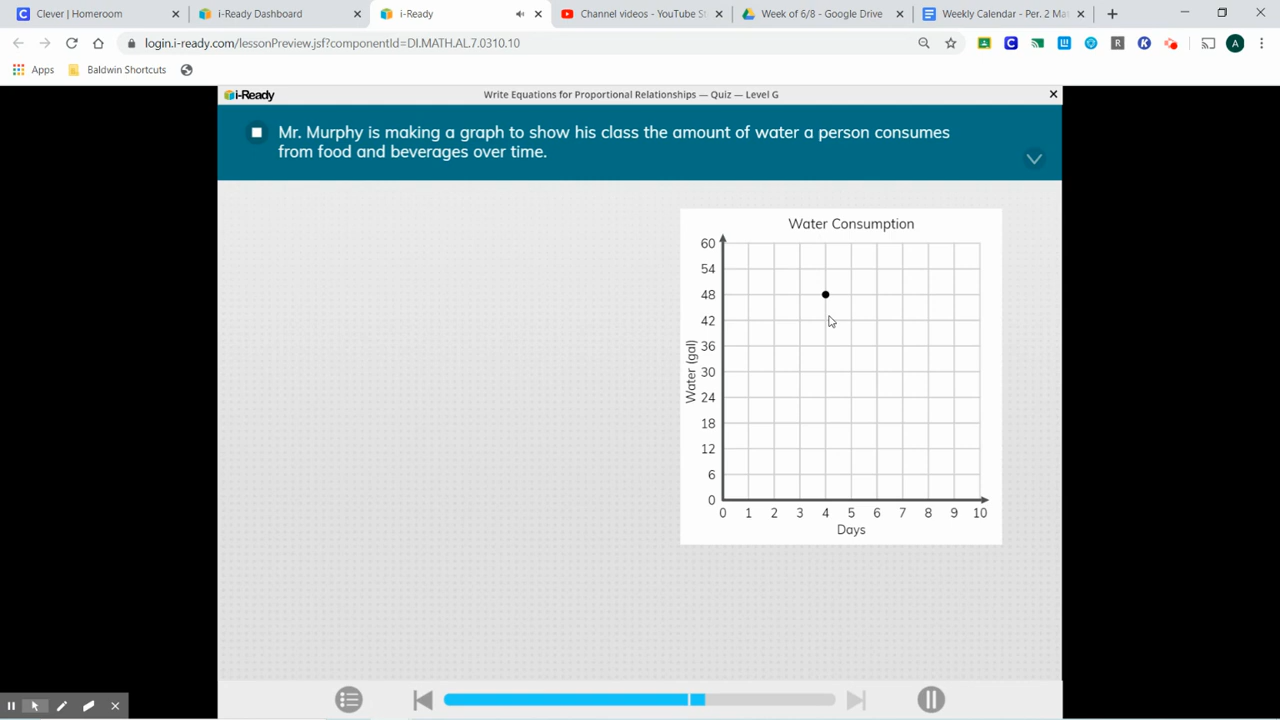 Clever | Homeroom
i-Ready Dashboard
i-Ready
Channel videos - YouTube St
Week of 6/8 - Google Drive
Weekly Calendar - Per. 2 Ma
login.i-ready.com/lessonPreview.jsf?componentId=DI.MATH.AL.7.0310.10
A
Apps
Baldwin Shortcuts
i-Ready
Write Equations for Proportional Relationships — Quiz — Level G
Mr. Murphy is making a graph to show his class the amount of water a person consumes
from food and beverages over time.
Water Consumption
60
54
48
42
36
30
24
18
12
6
0
Water (gal)
0 1 2 3 4 5 6 7 8 9 10
Days